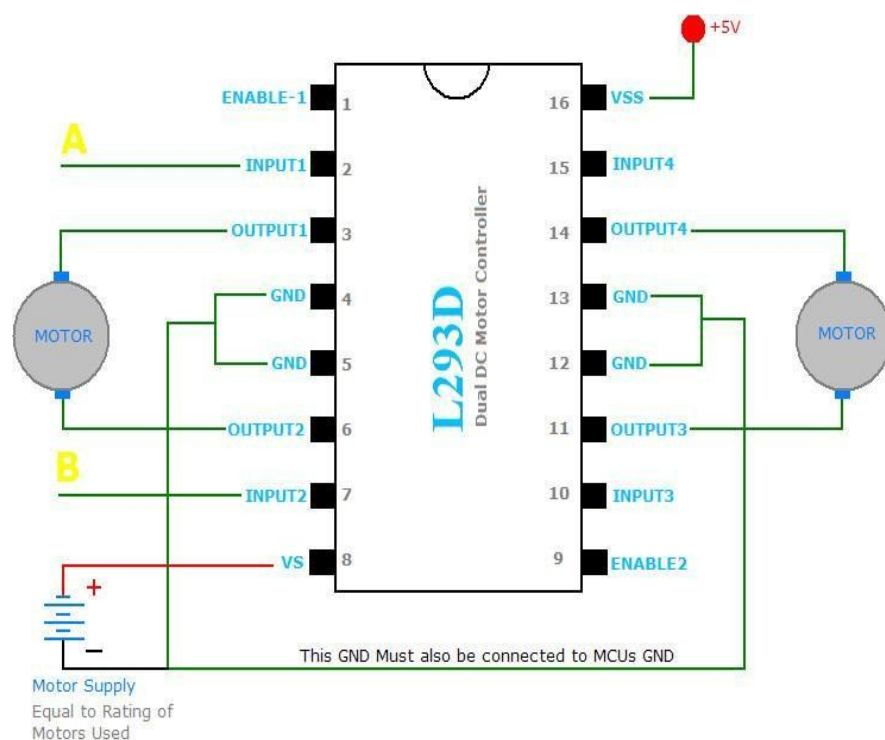 +5V
ENABLE-1
1
16
VSS
A
INPUT1
2
15
INPUT4
OUTPUT1
3
14
OUTPUT4
GND
4
13
GND
MOTOR
L293D
Dual DC Motor Controller
MOTOR
GND
5
12
GND
OUTPUT2
6
11
OUTPUT3
B
INPUT2
7
10
INPUT3
VS
8
9
ENABLE2
+
−
This GND Must also be connected to MCUs GND
Motor Supply
Equal to Rating of
Motors Used